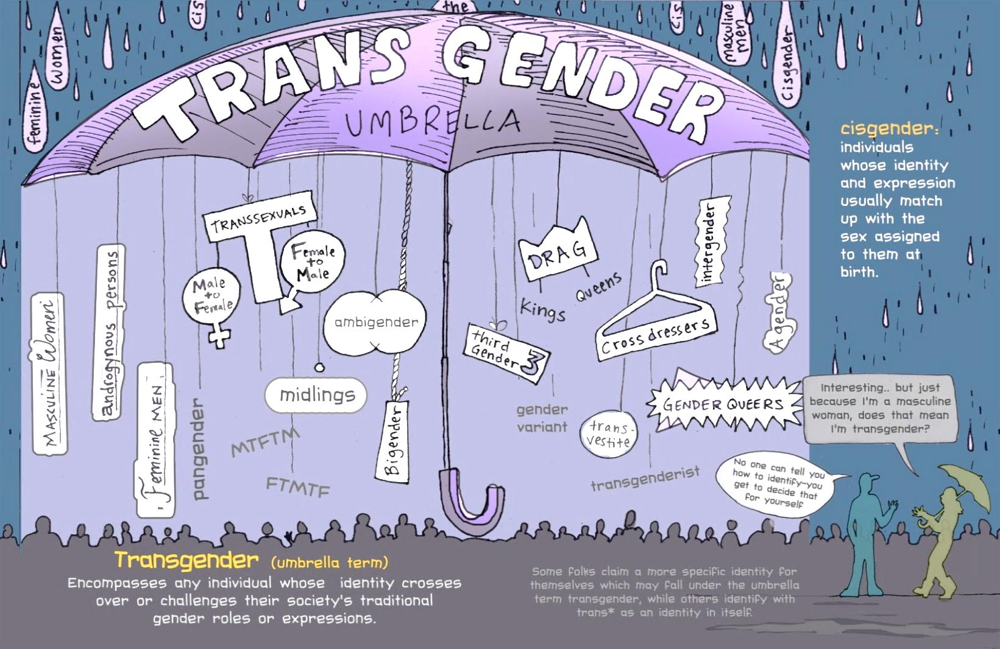 the
TRANS GENDER
UMBRELLA
feminine
women
cis
cis
masculine
men
Cisgender
cisgender:
individuals
whose identity
and expression
usually match
up with the
sex assigned
to them at
birth.
MASCULINE Women
androgynous persons
Feminine MEN
pangender
TRANSSEXUALS
Male
to
Female
Female
to
Male
ambigender
midlings
MTFTM
FTMTF
Bigender
DRAG
Kings
Queens
third
Gender 3
gender
variant
Cross dressers
trans-
vestite
transgenderist
intergender
Agender
GENDER QUEERS
Interesting.. but just
because I'm a masculine
woman, does that mean
I'm transgender?
No one can tell you
how to identify-you
get to decide that
for yourself
Transgender (umbrella term)
Encompasses any individual whose identity crosses
over or challenges their society's traditional
gender roles or expressions.
Some folks claim a more specific identity for
themselves which may fall under the umbrella
term transgender, while others identify with
trans* as an identity in itself.